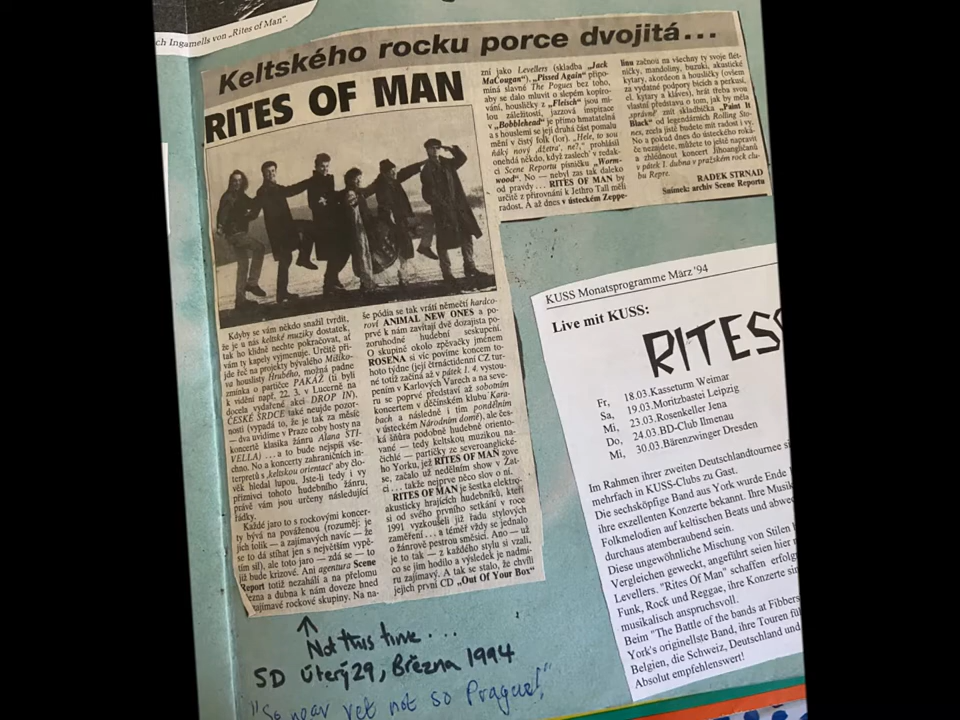 ch Ingamells von „Rites of Man".
Keltského rocku porce dvojitá...
RITES OF MAN
Kdyby se vám někdo snažil tvrdit,
že je u nás keltské muziky dostatek,
tak ho klidně nechte pokračovat, ať
vám ty kapely vyjmenuje. Určitě při-
jde řeč na projekty bývalého Mišíko-
va houslisty Hrubého, možná padne
zmínka o partičce PAKÁŽ (ti byli
k vidění např. 22. 3. v Lucerně na
docela vydařené akci DROP IN).
ČESKÉ SRDCE také neujde pozor-
nosti (vypadá to, že je tak za měsíc
– dva uvidíme v Praze coby hosty na
koncertě klasika žánru Alana STI-
VELLA) ...a to bude nejspíš vše-
chno. No a koncerty zahraničních in-
terpretů s keltskou orientací aby člo-
věk hledal lupou. Jste-li tedy i vy
příznivci tohoto hudebního žánru,
právě vám jsou určeny následující
řádky.
Každé jaro to s rockovými koncer-
ty bývá na pováženou (rozuměj: je
jich tolik – a zajímavých navíc – že
se to dá stíhat jen s největším vypě-
tím sil), ale toto jaro – zdá se – to
již bude krizové. Ani agentura Scene
Report totiž nezahálí a na přelomu
března a dubna k nám doveze hned
zajímavé rockové skupiny. Na na-
še pódia se tak vrátí němečtí hardco-
roví ANIMAL NEW ONES a po-
prvé k nám zavítají dvě dozajista po-
zoruhodné hudební seskupení.
O skupině okolo zpěvačky jménem
ROSENA si víc povíme koncem to-
hoto týdne (její čtrnáctidenní CZ tur-
né totiž začíná až v pátek 1. 4. vystou-
pením v Karlových Varech a na seve-
ru se poprvé představí až sobotním
koncertem v děčínském klubu Kara-
bach a následně i tím pondělním
v ústeckém Národním domě), ale čes-
ká šňůra podobně hudebně oriento-
vané – tedy keltskou muzikou na-
čichlé – partičky ze severoanglické-
ho Yorku, jež RITES OF MAN zove
se, začalo už nedělním show v Žat-
ci... takže nejprve něco slov o ní.
RITES OF MAN je šestka elektro-
akusticky hrajících hudebníků, kteří
si od svého prvního setkání v roce
1991 vyzkoušeli již řadu stylových
zaměření... a téměř vždy se jednalo
o žánrově pestrou směsici. Ano – už
je to tak – z každého stylu si vzali,
co se jim hodilo a výsledek je nadmí-
ru zajímavý. A tak se stalo, že chvílí
jejich první CD „Out Of Your Box"
zní jako Levellers (skladba „Jack
MaCougan"), „Pissed Again" připo-
míná slavné The Pogues bez toho,
aby se dalo mluvit o slepém kopíro-
vání, housličky z „Fleisch" jsou mi-
lou záležitostí, jazzová inspirace
v „Bobblehead" je přímo hmatatelná
a s houslemi se její druhá část pomalu
mění v čistý folk (lor). „Hele, to sou
ňáký nový ‚džetra', ne?," prohlásil
onehdá někdo, když zaslech' v redak-
ci Scene Reportu písničku „Worm-
wood". No – nebyl zas tak daleko
od pravdy... RITES OF MAN by
určitě z přirovnání k Jethro Tall měli
radost. A až dnes v ústeckém Zeppe-
linu začnou na všechny ty svoje flét-
ničky, mandoliny, buzuki, akustické
kytary, akordeon a housličky (ovšem
za vydatné podpory bicích a perkusí,
el. kytary a kláves), hrát třeba svou
vlastní představu o tom, jak by měla
‚správně' znít skladbička „Paint It
Black" od legendárních Rolling Sto-
nes, zcela jistě budete mít radost i vy.
No a pokud dnes do ústeckého rocká-
če nezajdete, můžete to ještě napravit
a zhlédnout koncert Jihoangličanů
v pátek 1. dubna v pražském rock clu-
bu Repre.
RADEK STRNAD
Snímek: archiv Scene Reportu
KUSS Monatsprogramme März '94
Live mit KUSS:
RITES
Fr, 18.03.Kasseturm Weimar
Sa, 19.03.Moritzbastei Leipzig
Mi, 23.03.Rosenkeller Jena
Do, 24.03.BD-Club Ilmenau
Mi, 30.03.Bärenzwinger Dresden
Im Rahmen ihrer zweiten Deutschlandtournee si
mehrfach in KUSS-Clubs zu Gast.
Die sechsköpfige Band aus York wurde Ende
ihre exzellenten Konzerte bekannt. Ihre Musik
Folkmelodien auf keltischen Beats und abwec
durchaus atemberaubend sein.
Diese ungewöhnliche Mischung von Stilen
Vergleichen geweckt, angeführt seien hier
Levellers. "Rites Of Man" schaffen erfolg
Funk, Rock und Reggae, ihre Konzerte sin
musikalisch anspruchsvoll.
Beim "The Battle of the bands at Fibbers
York's originellste Band, ihre Touren fü
Belgien, die Schweiz, Deutschland und
Absolut empfehlenswert!
Not this time...
SD Úterý 29, Března 1994
"So near yet not so Prague!"